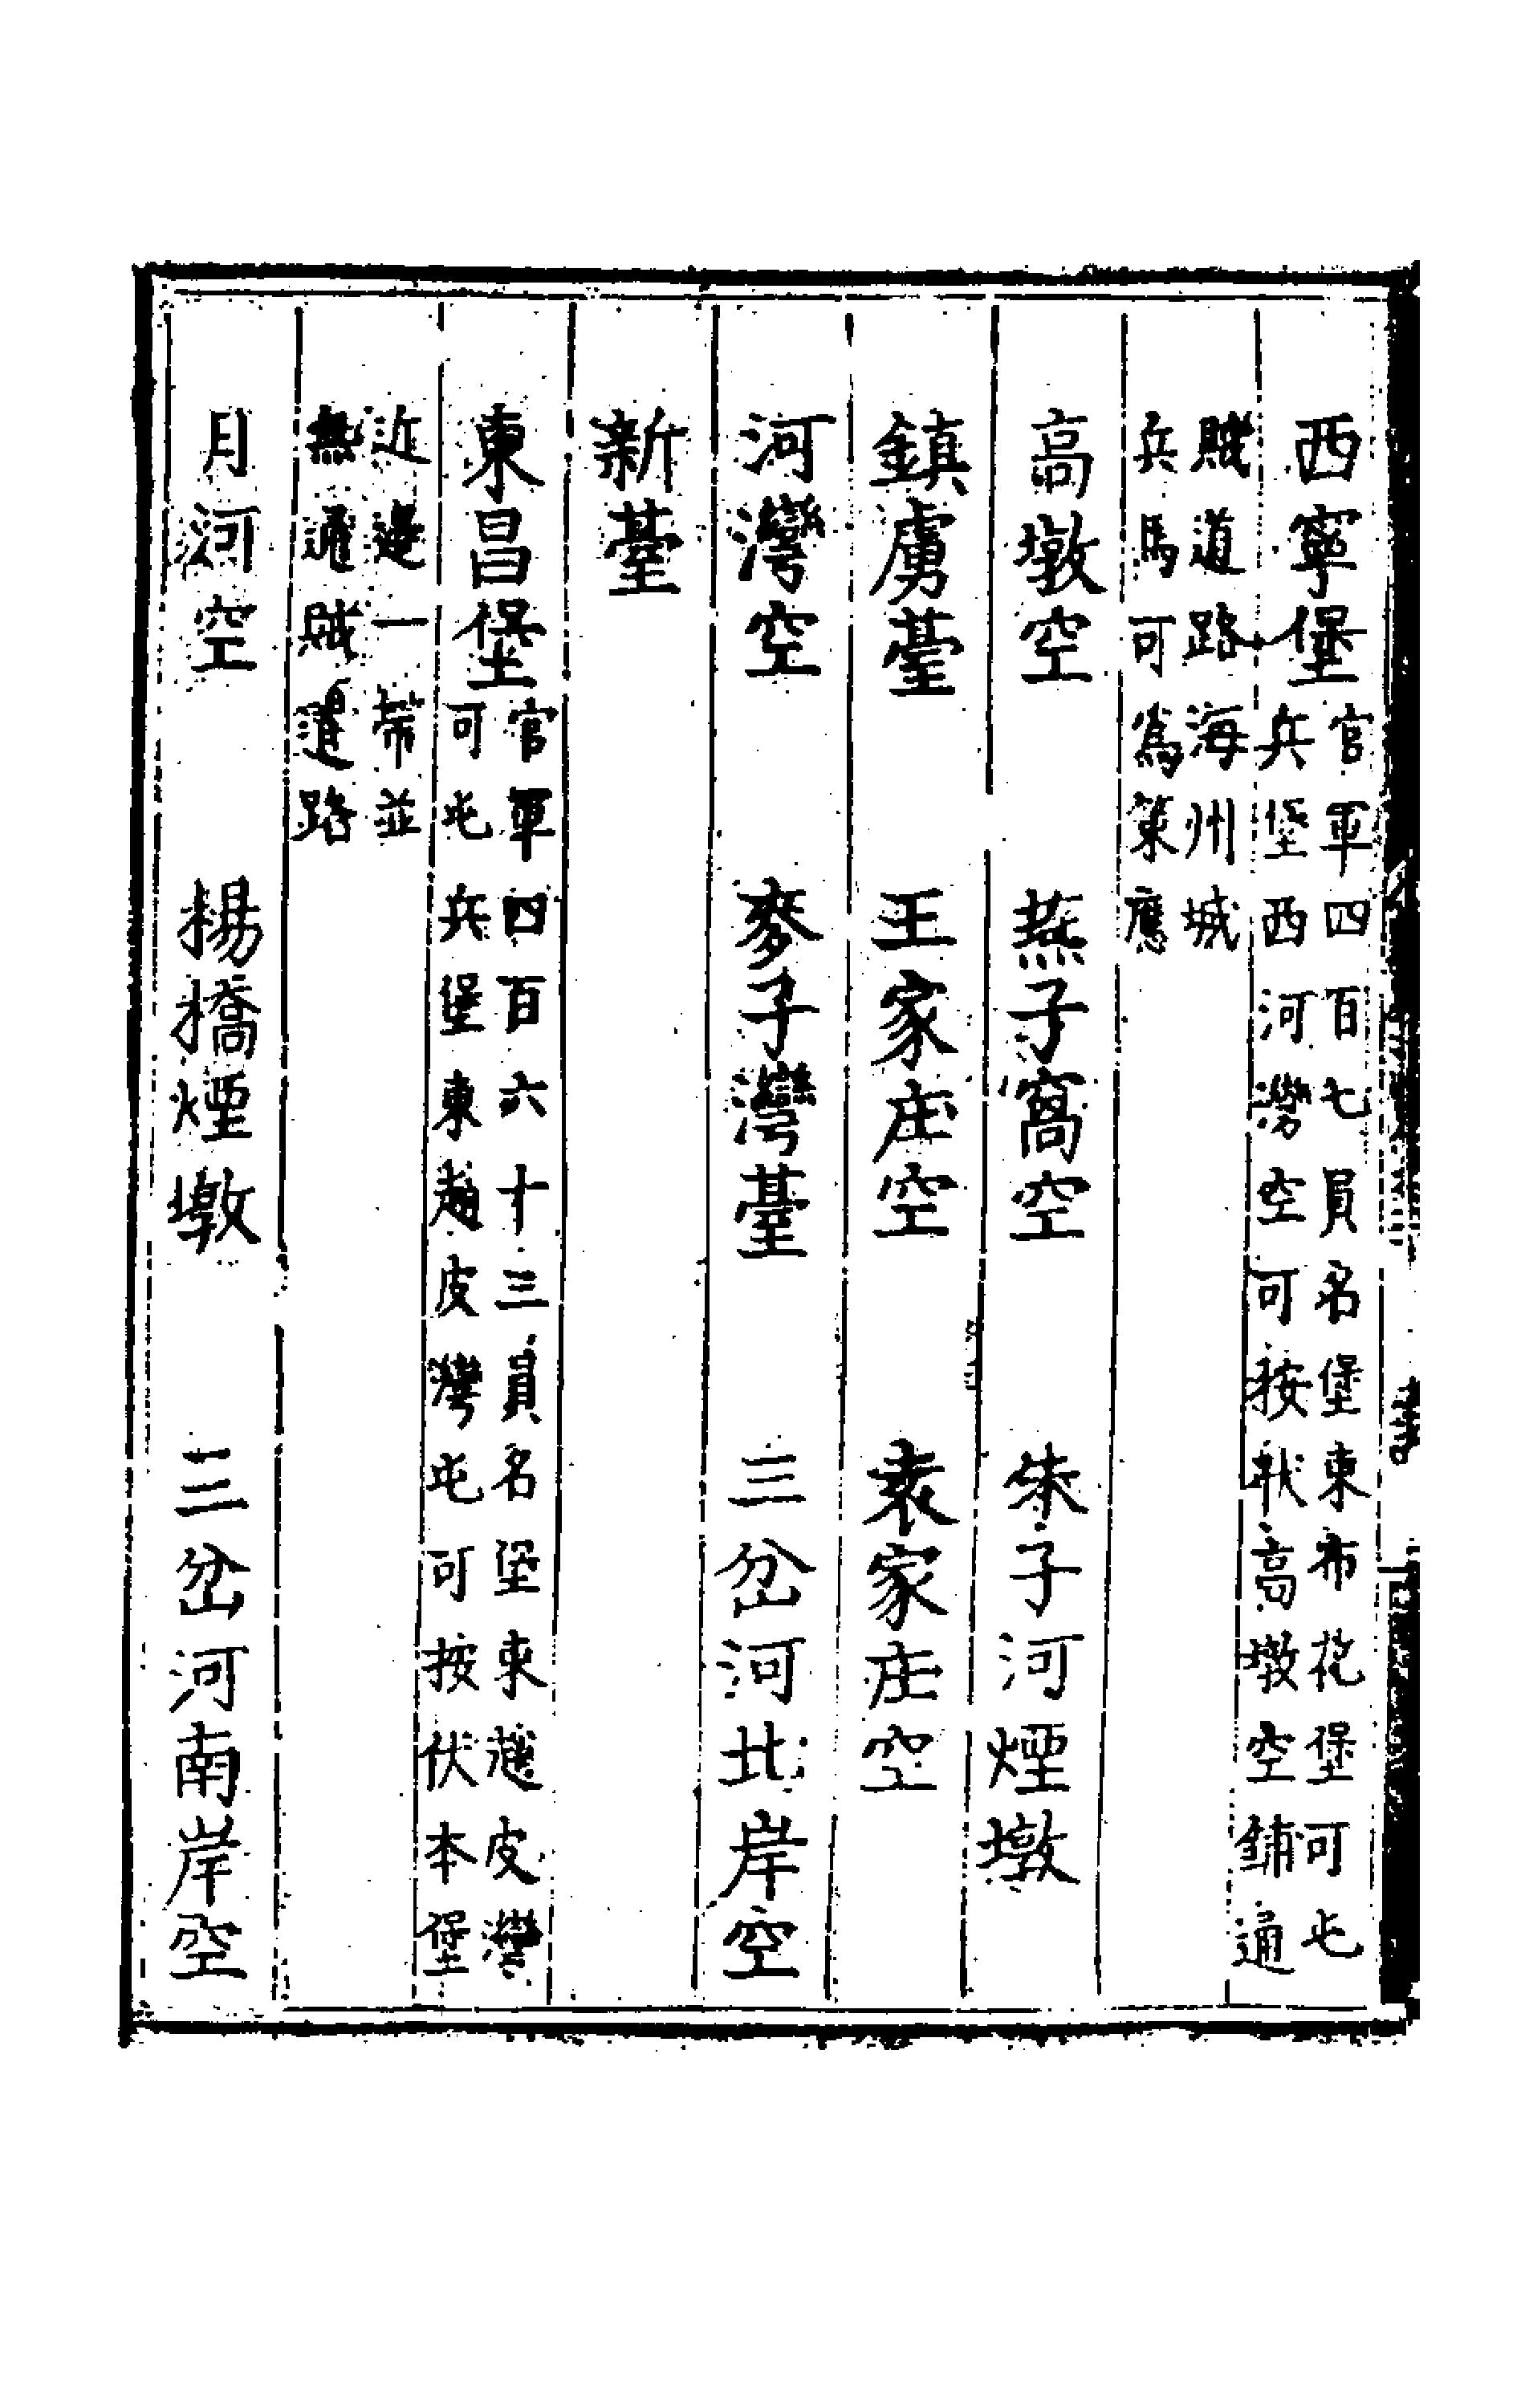 西寧堡官軍四百七員名堡東布花堡可屯
兵堡西河灣空可按伏高墩空鋪通
賊道路海州城
兵馬可爲策應
高墩空　燕子窩空　朱子河煙墩
鎮虜臺　王家庄空　袁家庄空
河灣空　麥子灣臺　三岔河北岸空
新臺
東昌堡官軍四百六十三員名堡東趙皮灣
可屯兵堡東趙皮灣屯可按伏本堡
近邊一帶並
無通賊道路
月河空　楊橋煙墩　三岔河南岸空